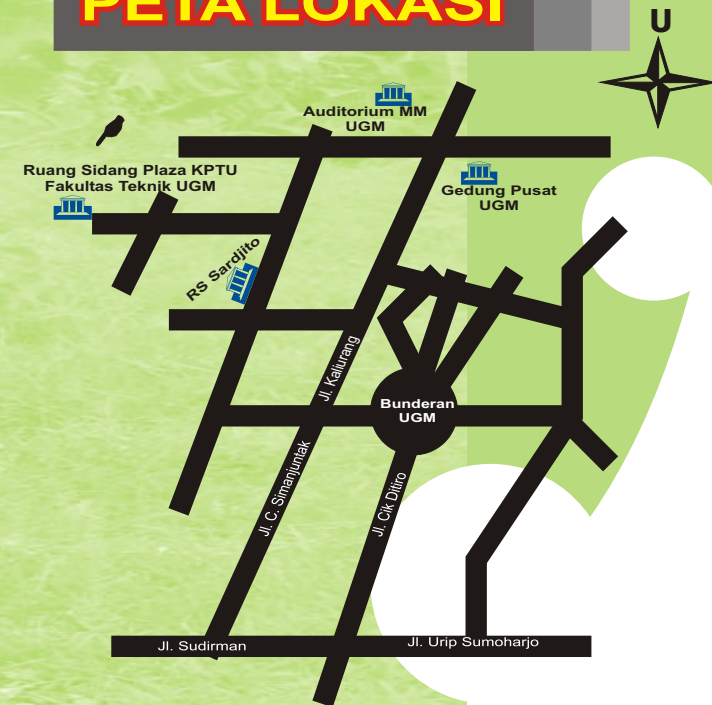 PETA LOKASI
U
Auditorium MM
UGM
Ruang Sidang Plaza KPTU
Fakultas Teknik UGM
Gedung Pusat
UGM
RS Sardjito
Jl. Kaliurang
Bunderan
UGM
Jl. C. Simanjuntak
Jl. Cik Ditiro
Jl. Sudirman
Jl. Urip Sumoharjo